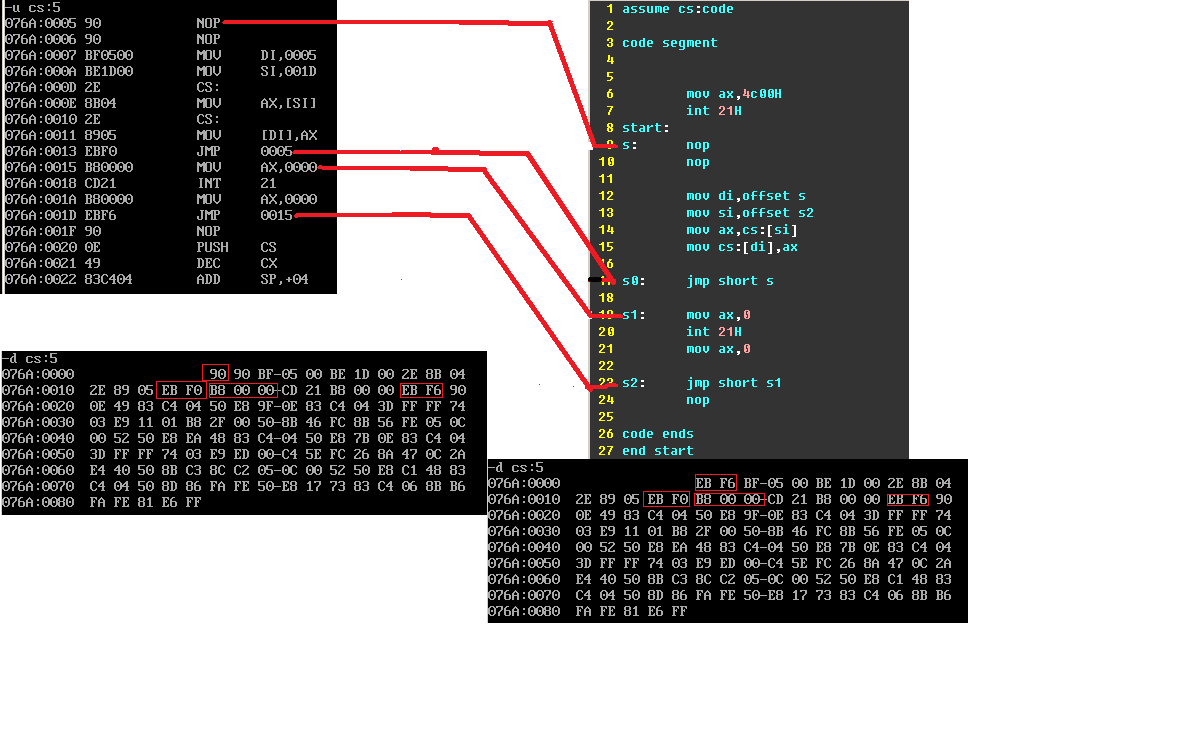 -u cs:5
076A:0005 90 NOP
076A:0006 90 NOP
076A:0007 BF0500 MOV DI,0005
076A:000A BE1D00 MOV SI,001D
076A:000D 2E CS:
076A:000E 8B04 MOV AX,[SI]
076A:0010 2E CS:
076A:0011 8905 MOV [DI],AX
076A:0013 EBF0 JMP 0005
076A:0015 B80000 MOV AX,0000
076A:0018 CD21 INT 21
076A:001A B80000 MOV AX,0000
076A:001D EBF6 JMP 0015
076A:001F 90 NOP
076A:0020 0E PUSH CS
076A:0021 49 DEC CX
076A:0022 83C404 ADD SP,+04
1 assume cs:code
2
3 code segment
4
5
6 mov ax,4c00H
7 int 21H
8 start:
9 s: nop
10 nop
11
12 mov di,offset s
13 mov si,offset s2
14 mov ax,cs:[si]
15 mov cs:[di],ax
16
17 s0: jmp short s
18
19 s1: mov ax,0
20 int 21H
21 mov ax,0
22
23 s2: jmp short s1
24 nop
25
26 code ends
27 end start
-d cs:5
076A:0000 90 90 BF-05 00 BE 1D 00 2E 8B 04
076A:0010 2E 89 05 EB F0 B8 00 00-CD 21 B8 00 00 EB F6 90
076A:0020 0E 49 83 C4 04 50 E8 9F-0E 83 C4 04 3D FF FF 74
076A:0030 03 E9 11 01 B8 2F 00 50-8B 46 FC 8B 56 FE 05 0C
076A:0040 00 52 50 E8 EA 48 83 C4-04 50 E8 7B 0E 83 C4 04
076A:0050 3D FF FF 74 03 E9 ED 00-C4 5E FC 26 8A 47 0C 2A
076A:0060 E4 40 50 8B C3 8C C2 05-0C 00 52 50 E8 C1 48 83
076A:0070 C4 04 50 8D 86 FA FE 50-E8 17 73 83 C4 06 8B B6
076A:0080 FA FE 81 E6 FF
-d cs:5
076A:0000 EB F6 BF-05 00 BE 1D 00 2E 8B 04
076A:0010 2E 89 05 EB F0 B8 00 00-CD 21 B8 00 00 EB F6 90
076A:0020 0E 49 83 C4 04 50 E8 9F-0E 83 C4 04 3D FF FF 74
076A:0030 03 E9 11 01 B8 2F 00 50-8B 46 FC 8B 56 FE 05 0C
076A:0040 00 52 50 E8 EA 48 83 C4-04 50 E8 7B 0E 83 C4 04
076A:0050 3D FF FF 74 03 E9 ED 00-C4 5E FC 26 8A 47 0C 2A
076A:0060 E4 40 50 8B C3 8C C2 05-0C 00 52 50 E8 C1 48 83
076A:0070 C4 04 50 8D 86 FA FE 50-E8 17 73 83 C4 06 8B B6
076A:0080 FA FE 81 E6 FF